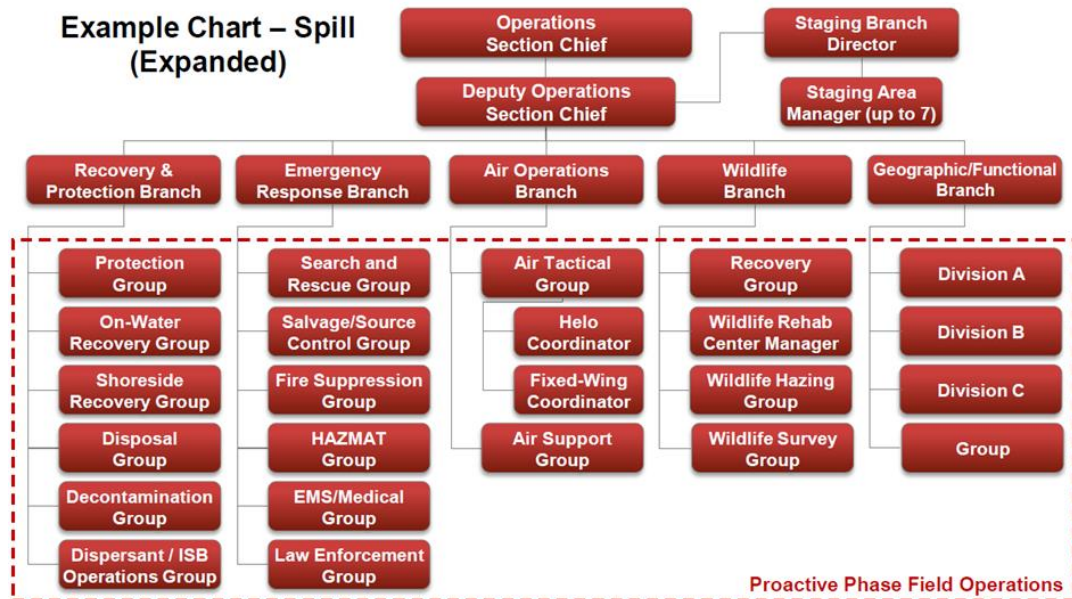 Example Chart – Spill
(Expanded)
Operations
Section Chief
Staging Branch
Director
Deputy Operations
Section Chief
Staging Area
Manager (up to 7)
Recovery &
Protection Branch
Emergency
Response Branch
Air Operations
Branch
Wildlife
Branch
Geographic/Functional
Branch
Protection
Group
On-Water
Recovery Group
Shoreside
Recovery Group
Disposal
Group
Decontamination
Group
Dispersant / ISB
Operations Group
Search and
Rescue Group
Salvage/Source
Control Group
Fire Suppression
Group
HAZMAT
Group
EMS/Medical
Group
Law Enforcement
Group
Air Tactical
Group
Helo
Coordinator
Fixed-Wing
Coordinator
Air Support
Group
Recovery
Group
Wildlife Rehab
Center Manager
Wildlife Hazing
Group
Wildlife Survey
Group
Division A
Division B
Division C
Group
Proactive Phase Field Operations